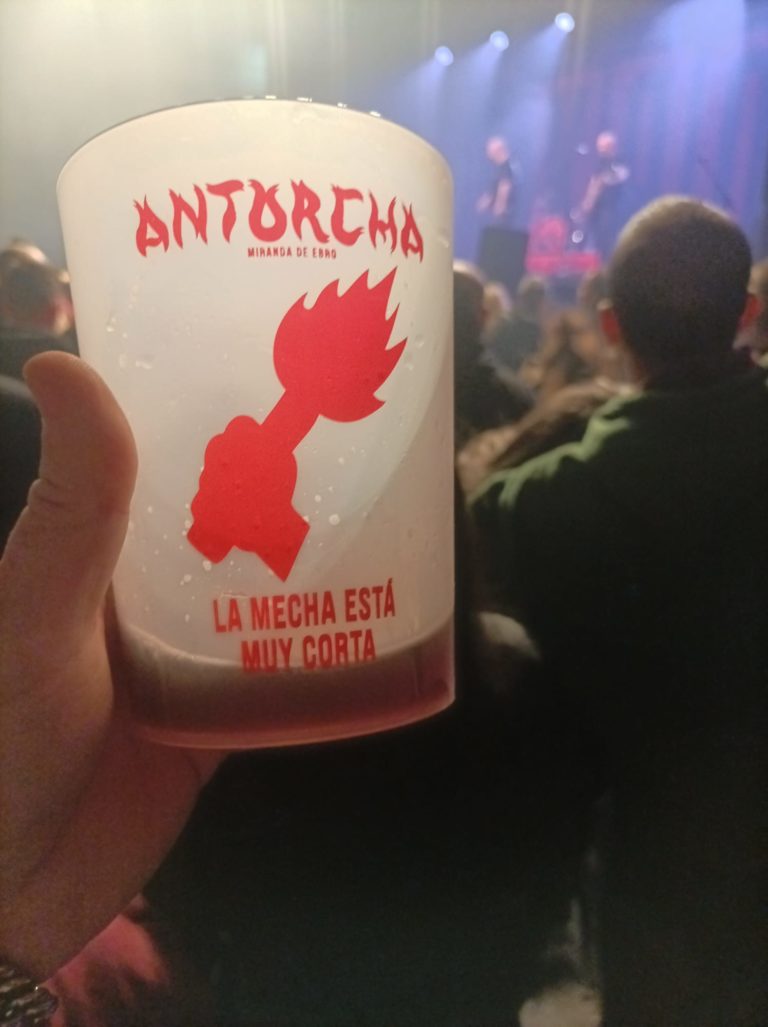 ANTORCHA
MIRANDA DE EBRO
LA MECHA ESTÁ
MUY CORTA